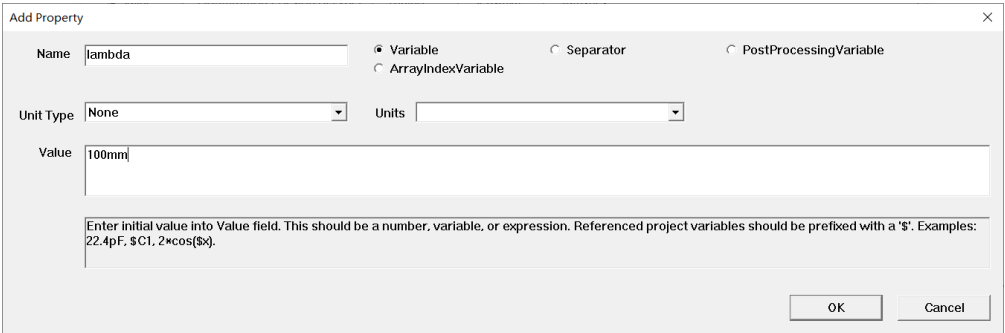 Add Property
Name lambda Variable Separator PostProcessingVariable
ArrayIndexVariable
Unit Type None Units
Value 100mm
Enter initial value into Value field. This should be a number, variable, or expression. Referenced project variables should be prefixed with a '$'. Examples:
22.4pF, $C1, 2*cos($x).
OK Cancel